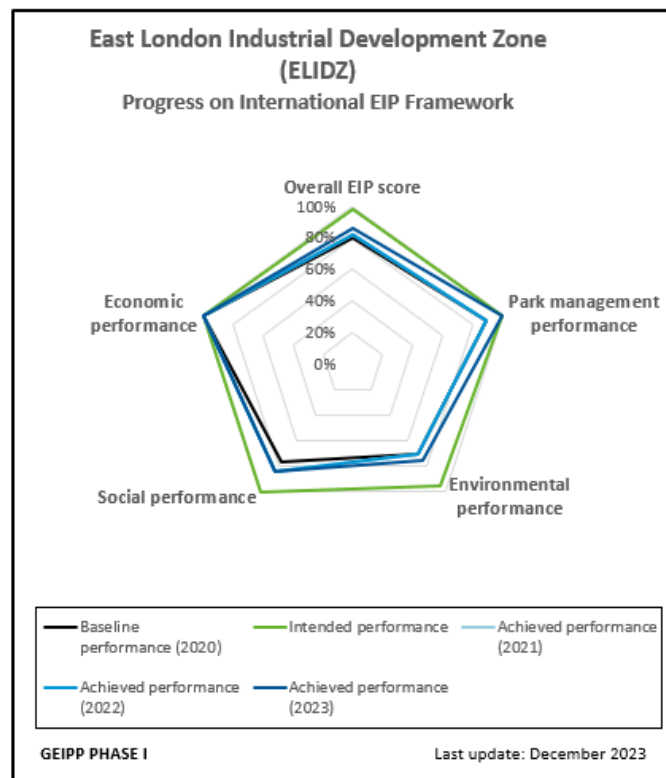 East London Industrial Development Zone
(ELIDZ)
Progress on International EIP Framework
Overall EIP score
100%
80%
60%
40%
20%
0%
Economic
performance
Park management
performance
Social performance
Environmental
performance
Baseline
performance (2020)
Intended performance
Achieved performance
(2021)
Achieved performance
(2022)
Achieved performance
(2023)
GEIPP PHASE I
Last update: December 2023